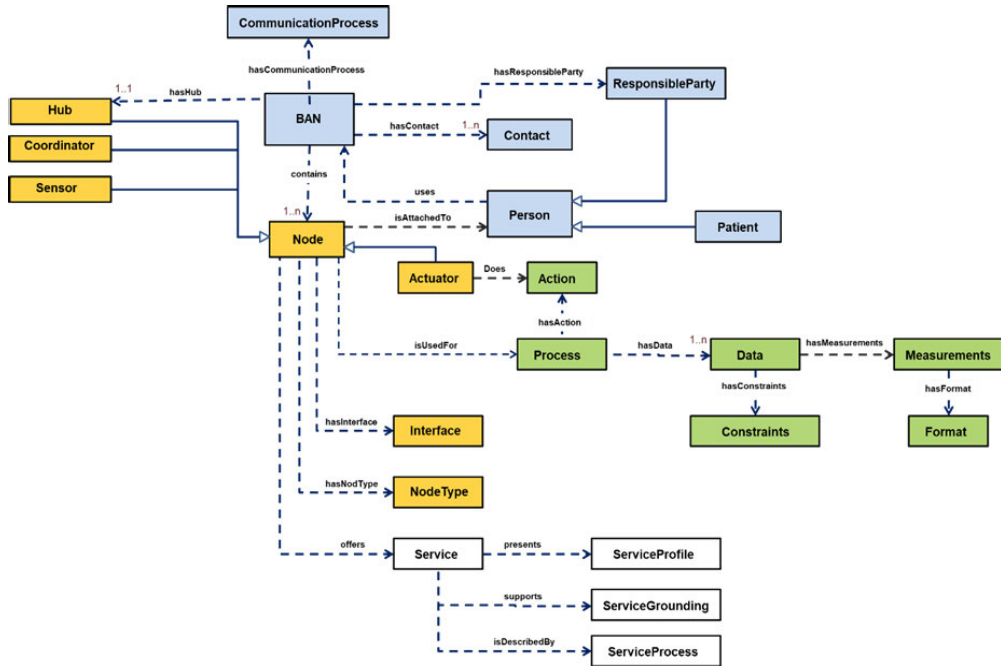 CommunicationProcess
hasCommunicationProcess
hasResponsibleParty
ResponsibleParty
1..1
hasHub
Hub
BAN
hasContact
1..n
Contact
Coordinator
contains
Sensor
uses
1..n
isAttachedTo
Person
Patient
Node
Actuator
Does
Action
hasAction
isUsedFor
Process
hasData
1..n
Data
hasMeasurements
Measurements
hasConstraints
hasFormat
hasInterface
Interface
Constraints
Format
hasNodType
NodeType
offers
Service
presents
ServiceProfile
supports
ServiceGrounding
isDescribedBy
ServiceProcess